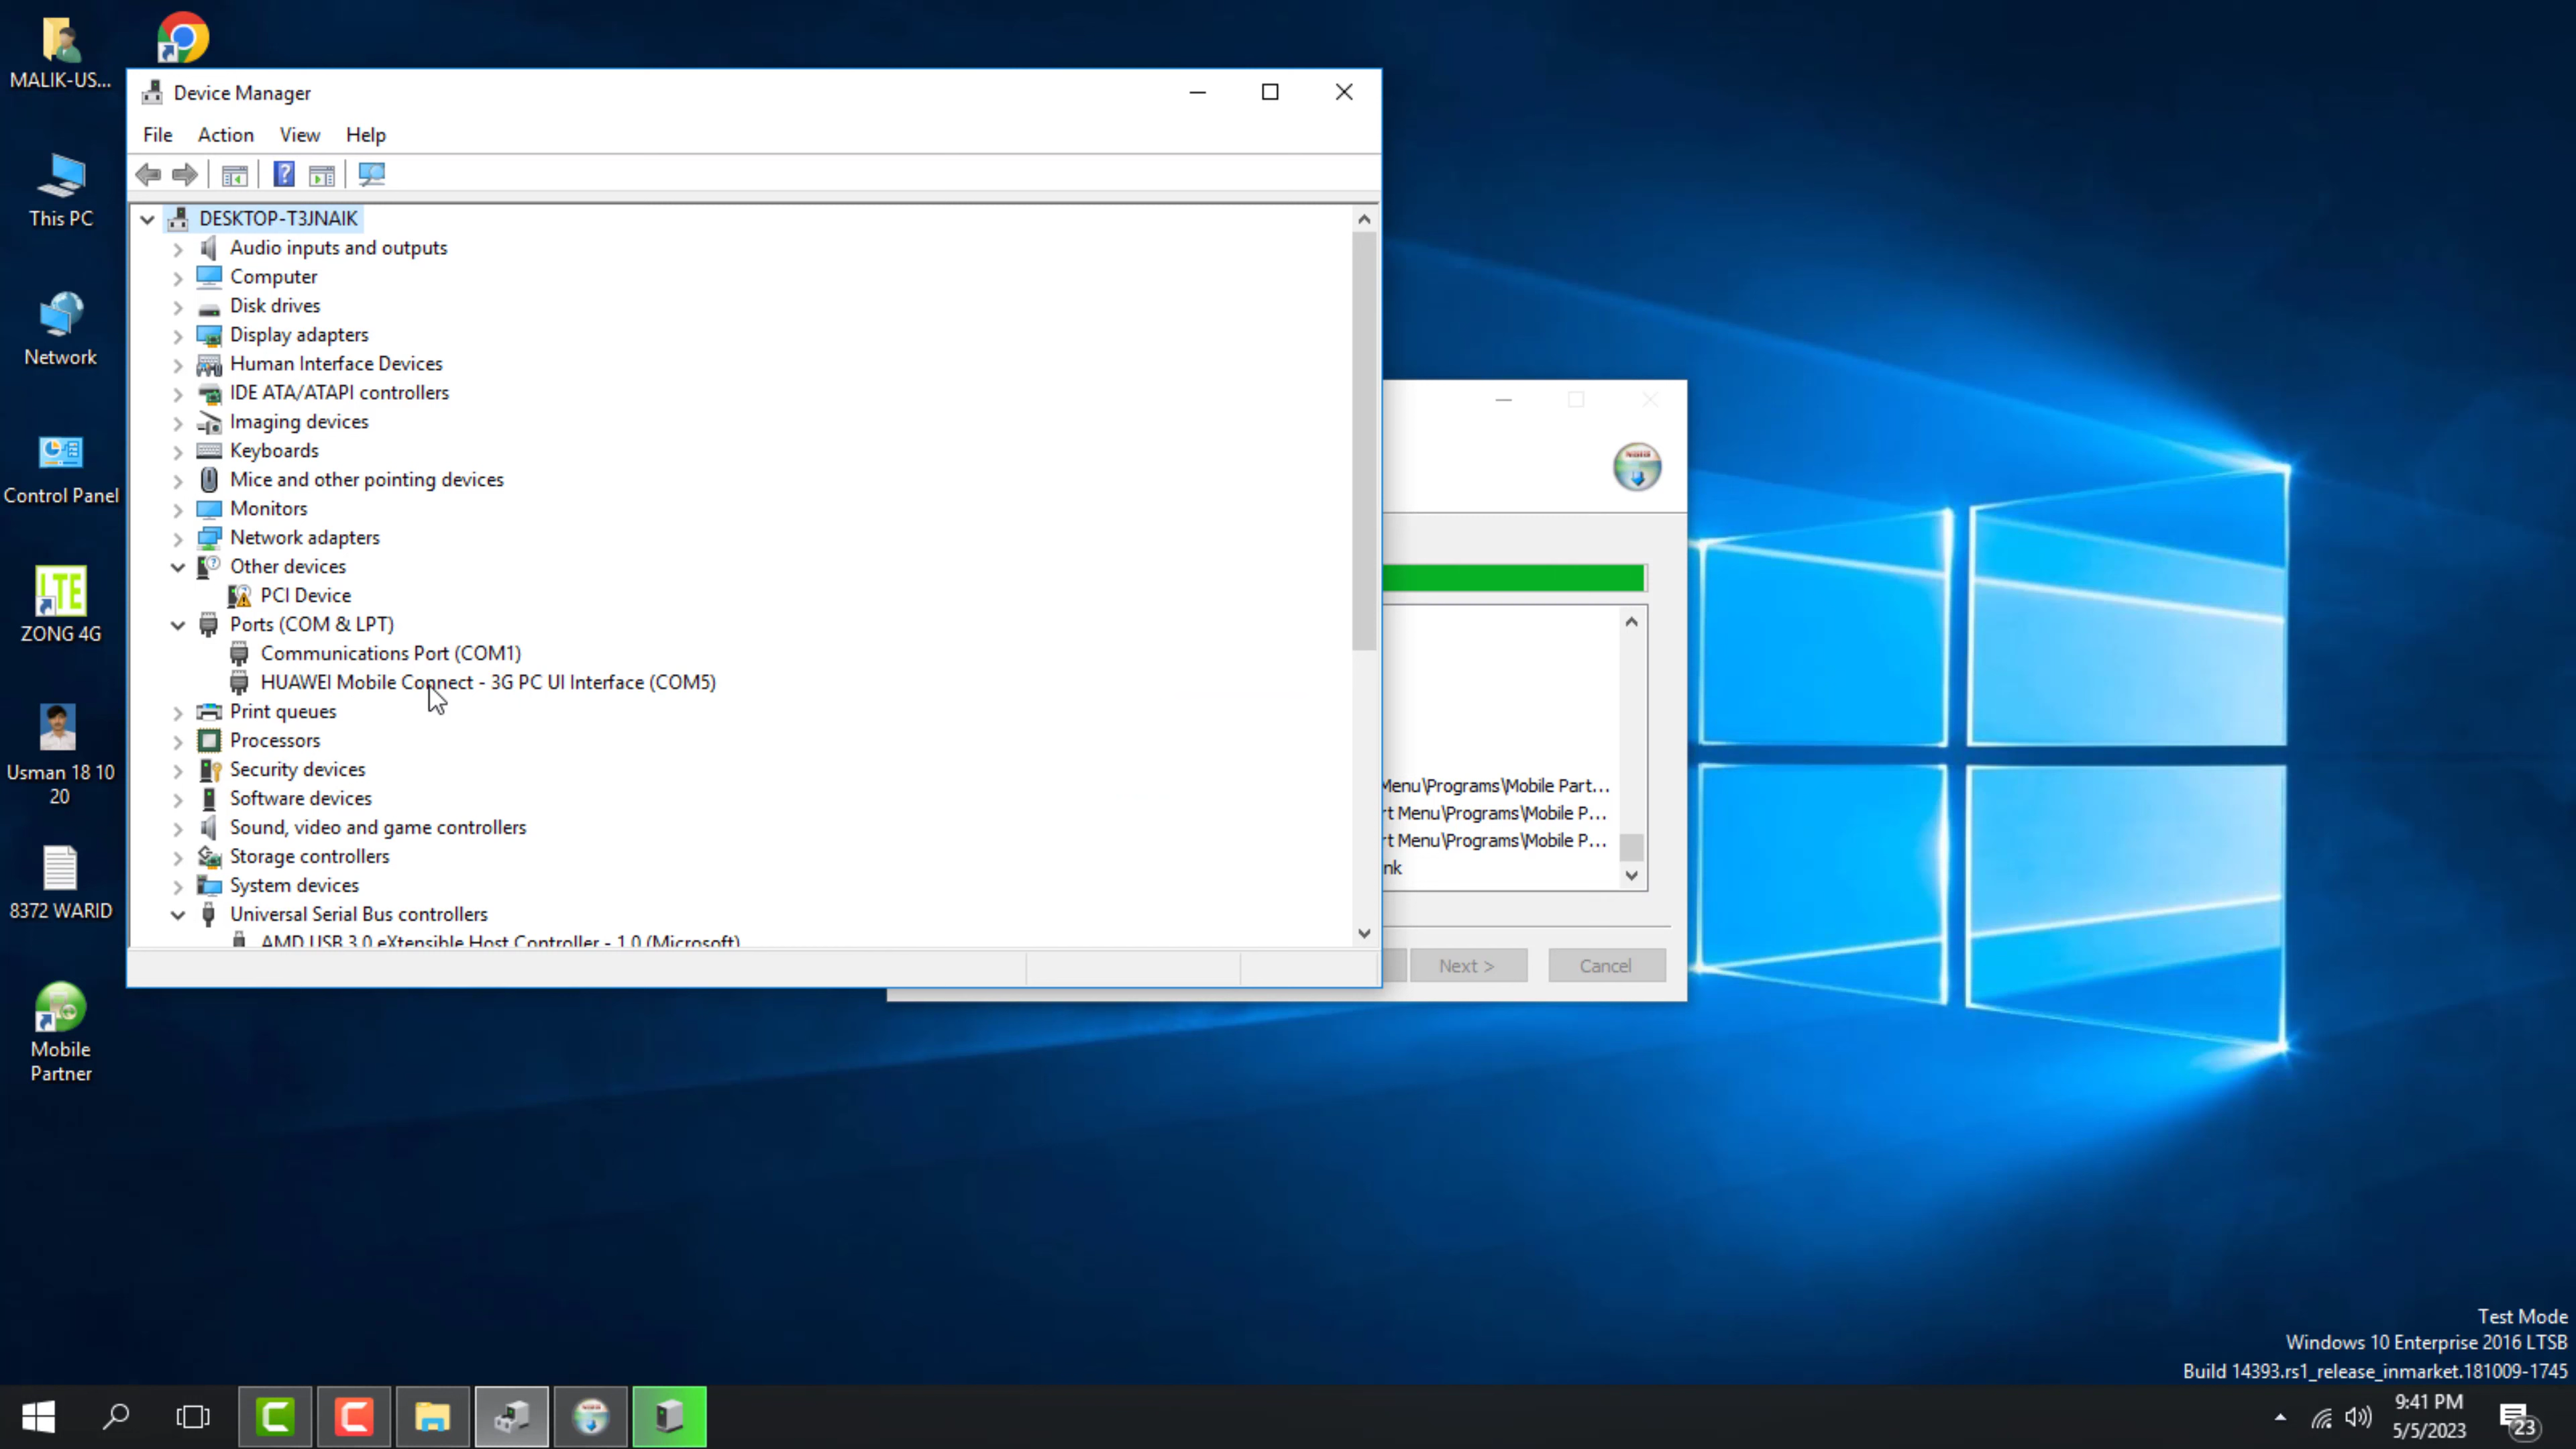 MALIK-US...
This PC
Network
Control Panel
LTE
ZONG 4G
Usman 18 10
20
8372 WARID
Mobile
Partner
Device Manager
File Action View Help
DESKTOP-T3JNAIK
Audio inputs and outputs
Computer
Disk drives
Display adapters
Human Interface Devices
IDE ATA/ATAPI controllers
Imaging devices
Keyboards
Mice and other pointing devices
Monitors
Network adapters
Other devices
PCI Device
Ports (COM & LPT)
Communications Port (COM1)
HUAWEI Mobile Connect - 3G PC UI Interface (COM5)
Print queues
Processors
Security devices
Software devices
Sound, video and game controllers
Storage controllers
System devices
Universal Serial Bus controllers
AMD USB 3.0 eXtensible Host Controller - 1.0 (Microsoft)
Menu\Programs\Mobile Part...
rt Menu\Programs\Mobile P...
rt Menu\Programs\Mobile P...
nk
Next > Cancel
Test Mode
Windows 10 Enterprise 2016 LTSB
Build 14393.rs1_release_inmarket.181009-1745
9:41 PM
5/5/2023
23